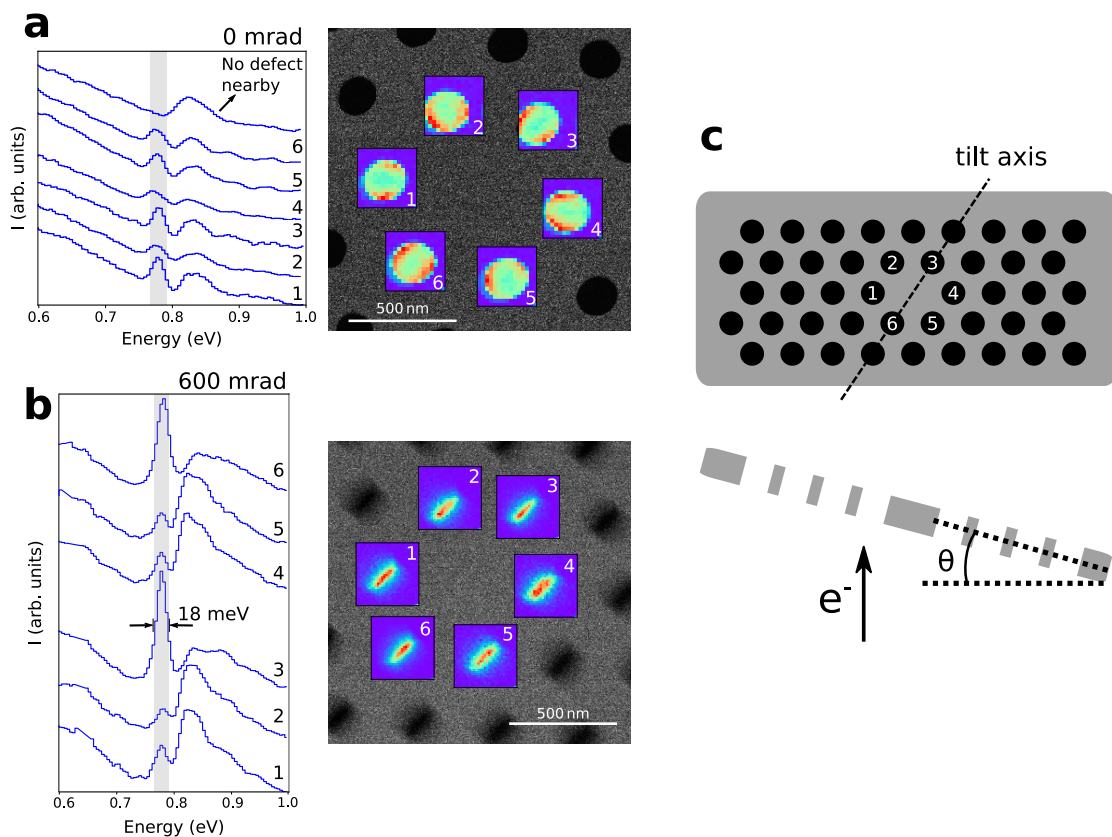 a
0 mrad
No defect
nearby
6
5
4
3
2
1
I (arb. units)
0.6 0.7 0.8 0.9 1.0
Energy (eV)
2
3
1
4
6
5
500 nm
b
600 mrad
6
5
4
18 meV
3
2
1
I (arb. units)
0.6 0.7 0.8 0.9 1.0
Energy (eV)
2
3
1
4
6
5
500 nm
c
tilt axis
2 3
1 4
6 5
θ
e-